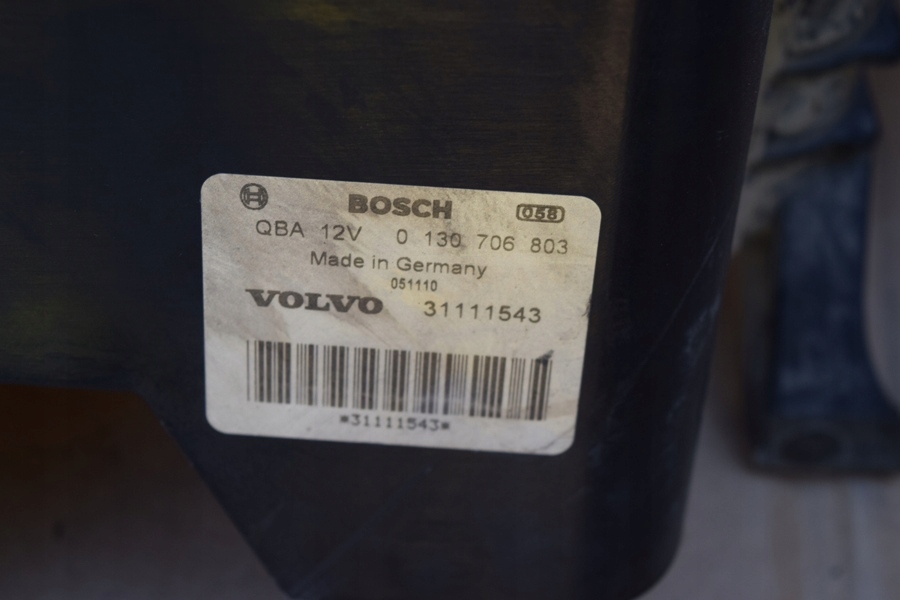 BOSCH 058
QBA 12V 0 130 706 803
Made in Germany
051110
VOLVO 31111543
*31111543*